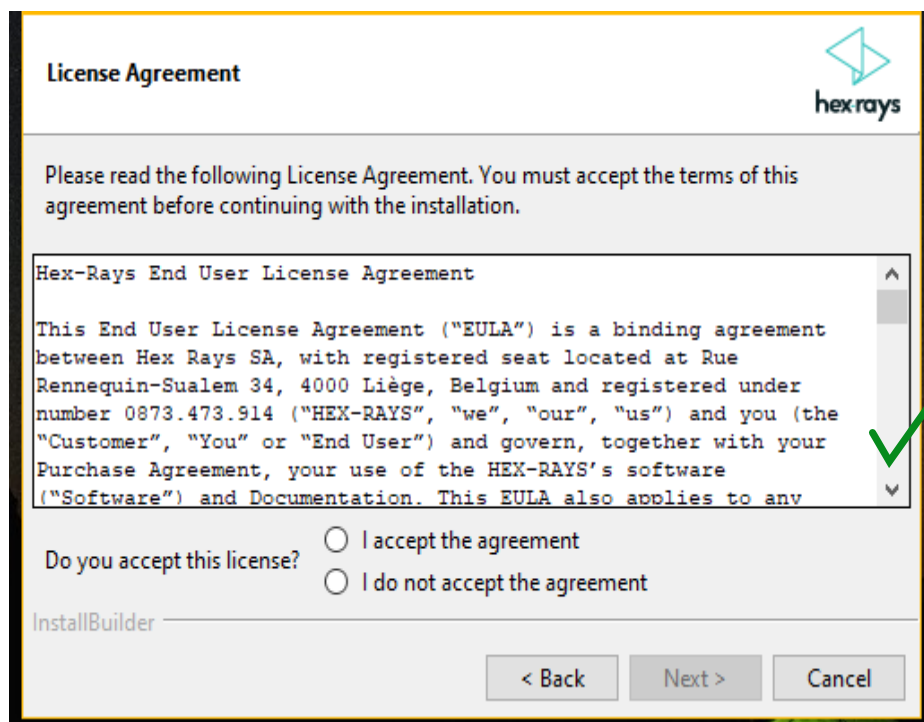 License Agreement
hex-rays
Please read the following License Agreement. You must accept the terms of this
agreement before continuing with the installation.
Hex-Rays End User License Agreement
This End User License Agreement (“EULA”) is a binding agreement
between Hex Rays SA, with registered seat located at Rue
Rennequin-Sualem 34, 4000 Liège, Belgium and registered under
number 0873.473.914 (“HEX-RAYS”, “we”, “our”, “us”) and you (the
“Customer”, “You” or “End User”) and govern, together with your
Purchase Agreement, your use of the HEX-RAYS’s software
(“Software”) and Documentation. This EULA also applies to any
Do you accept this license?
I accept the agreement
I do not accept the agreement
InstallBuilder
< Back
Next >
Cancel